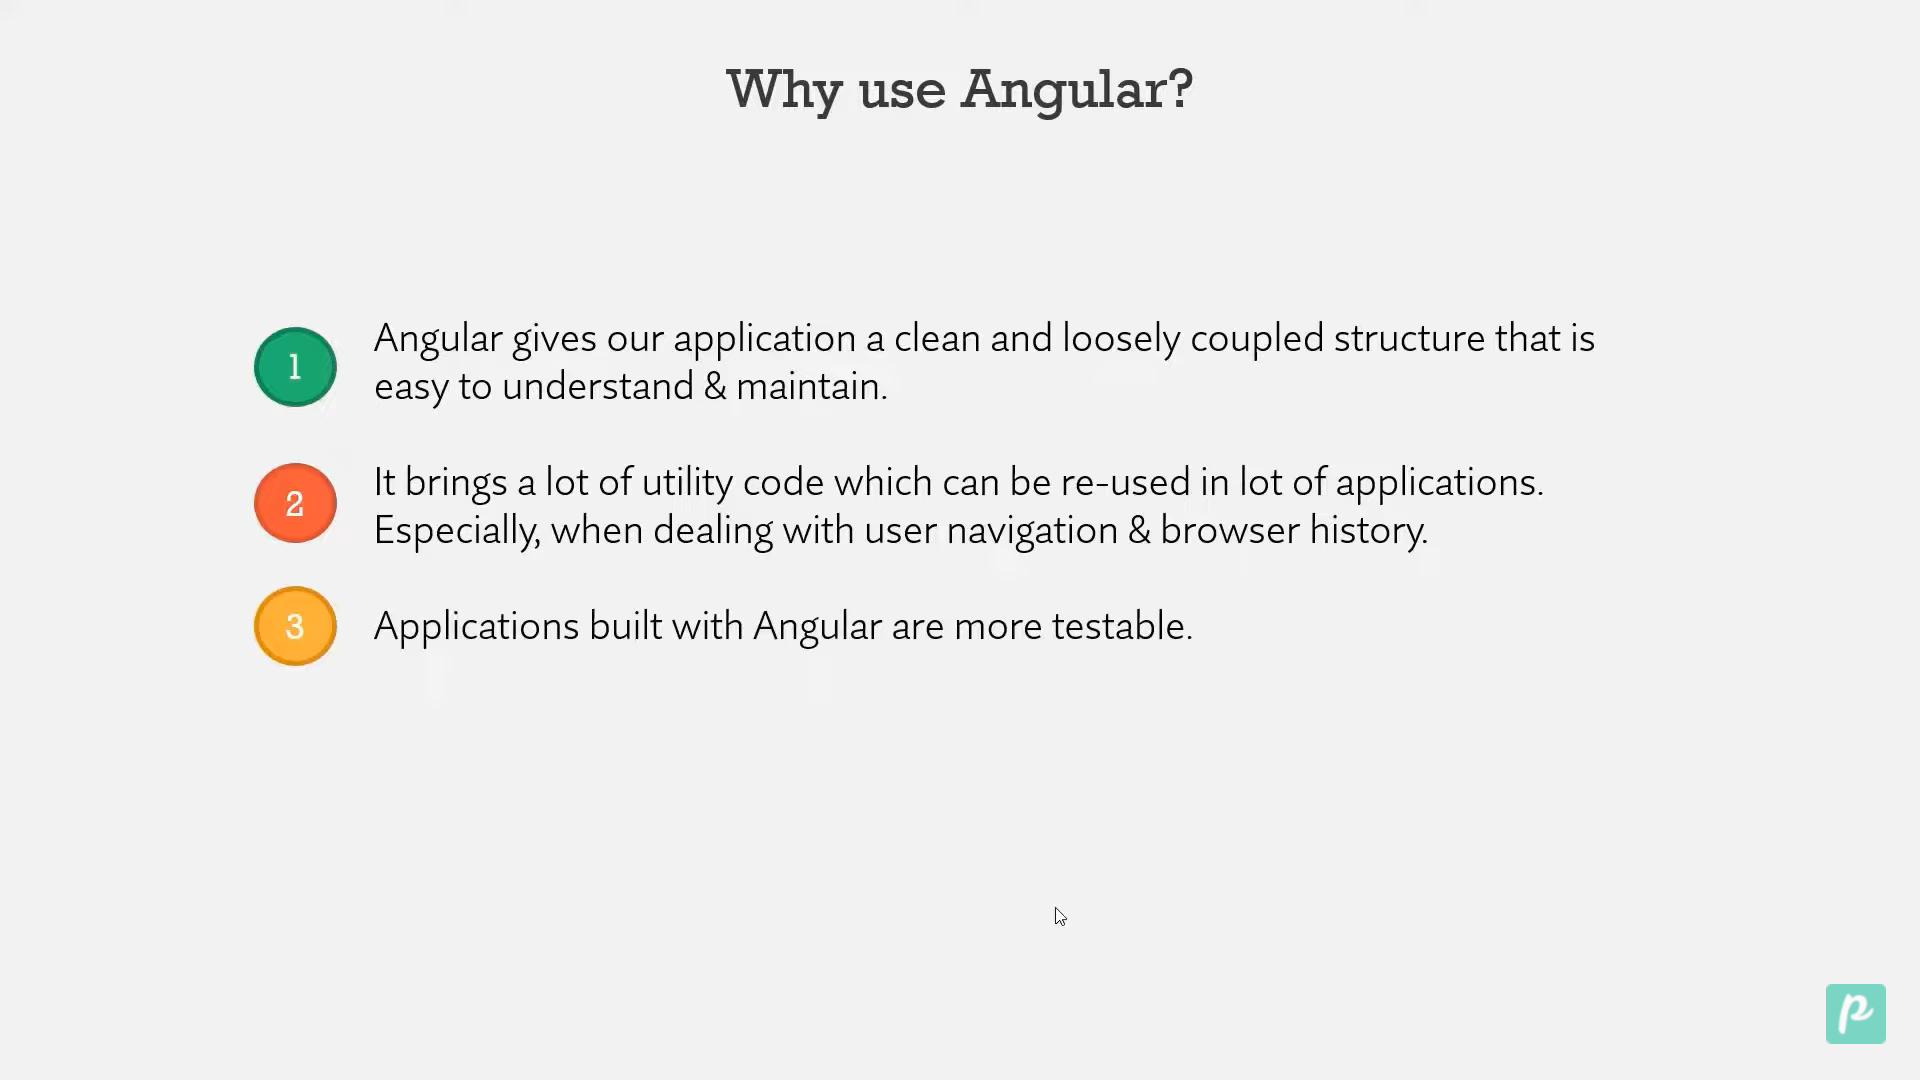 Why use Angular?
1
Angular gives our application a clean and loosely coupled structure that is
easy to understand & maintain.
2
It brings a lot of utility code which can be re-used in lot of applications.
Especially, when dealing with user navigation & browser history.
3
Applications built with Angular are more testable.
p